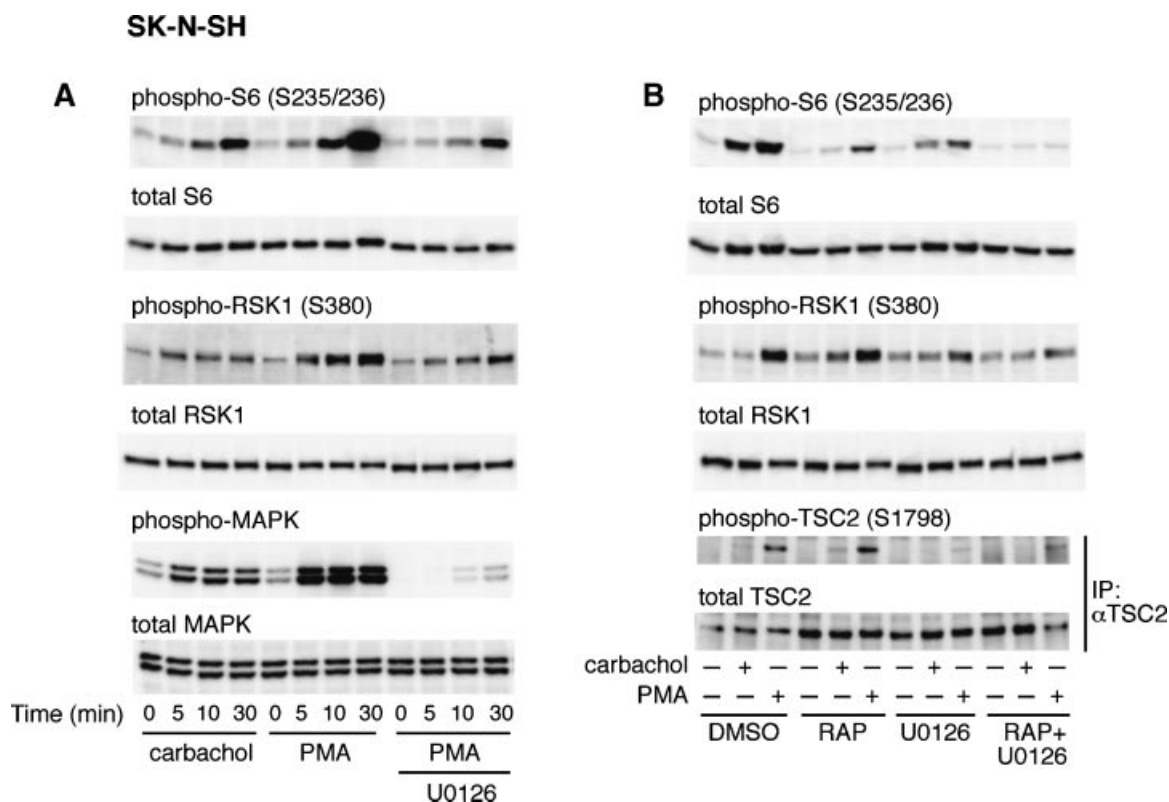 SK-N-SH
A
phospho-S6 (S235/236)
total S6
phospho-RSK1 (S380)
total RSK1
phospho-MAPK
total MAPK
Time (min) 0 5 10 30 0 5 10 30 0 5 10 30
carbachol PMA PMA
U0126
B
phospho-S6 (S235/236)
total S6
phospho-RSK1 (S380)
total RSK1
phospho-TSC2 (S1798)
total TSC2
IP:
αTSC2
carbachol – + – – + – – + – – + –
PMA – – + – – + – – + – – +
DMSO RAP U0126 RAP+
U0126